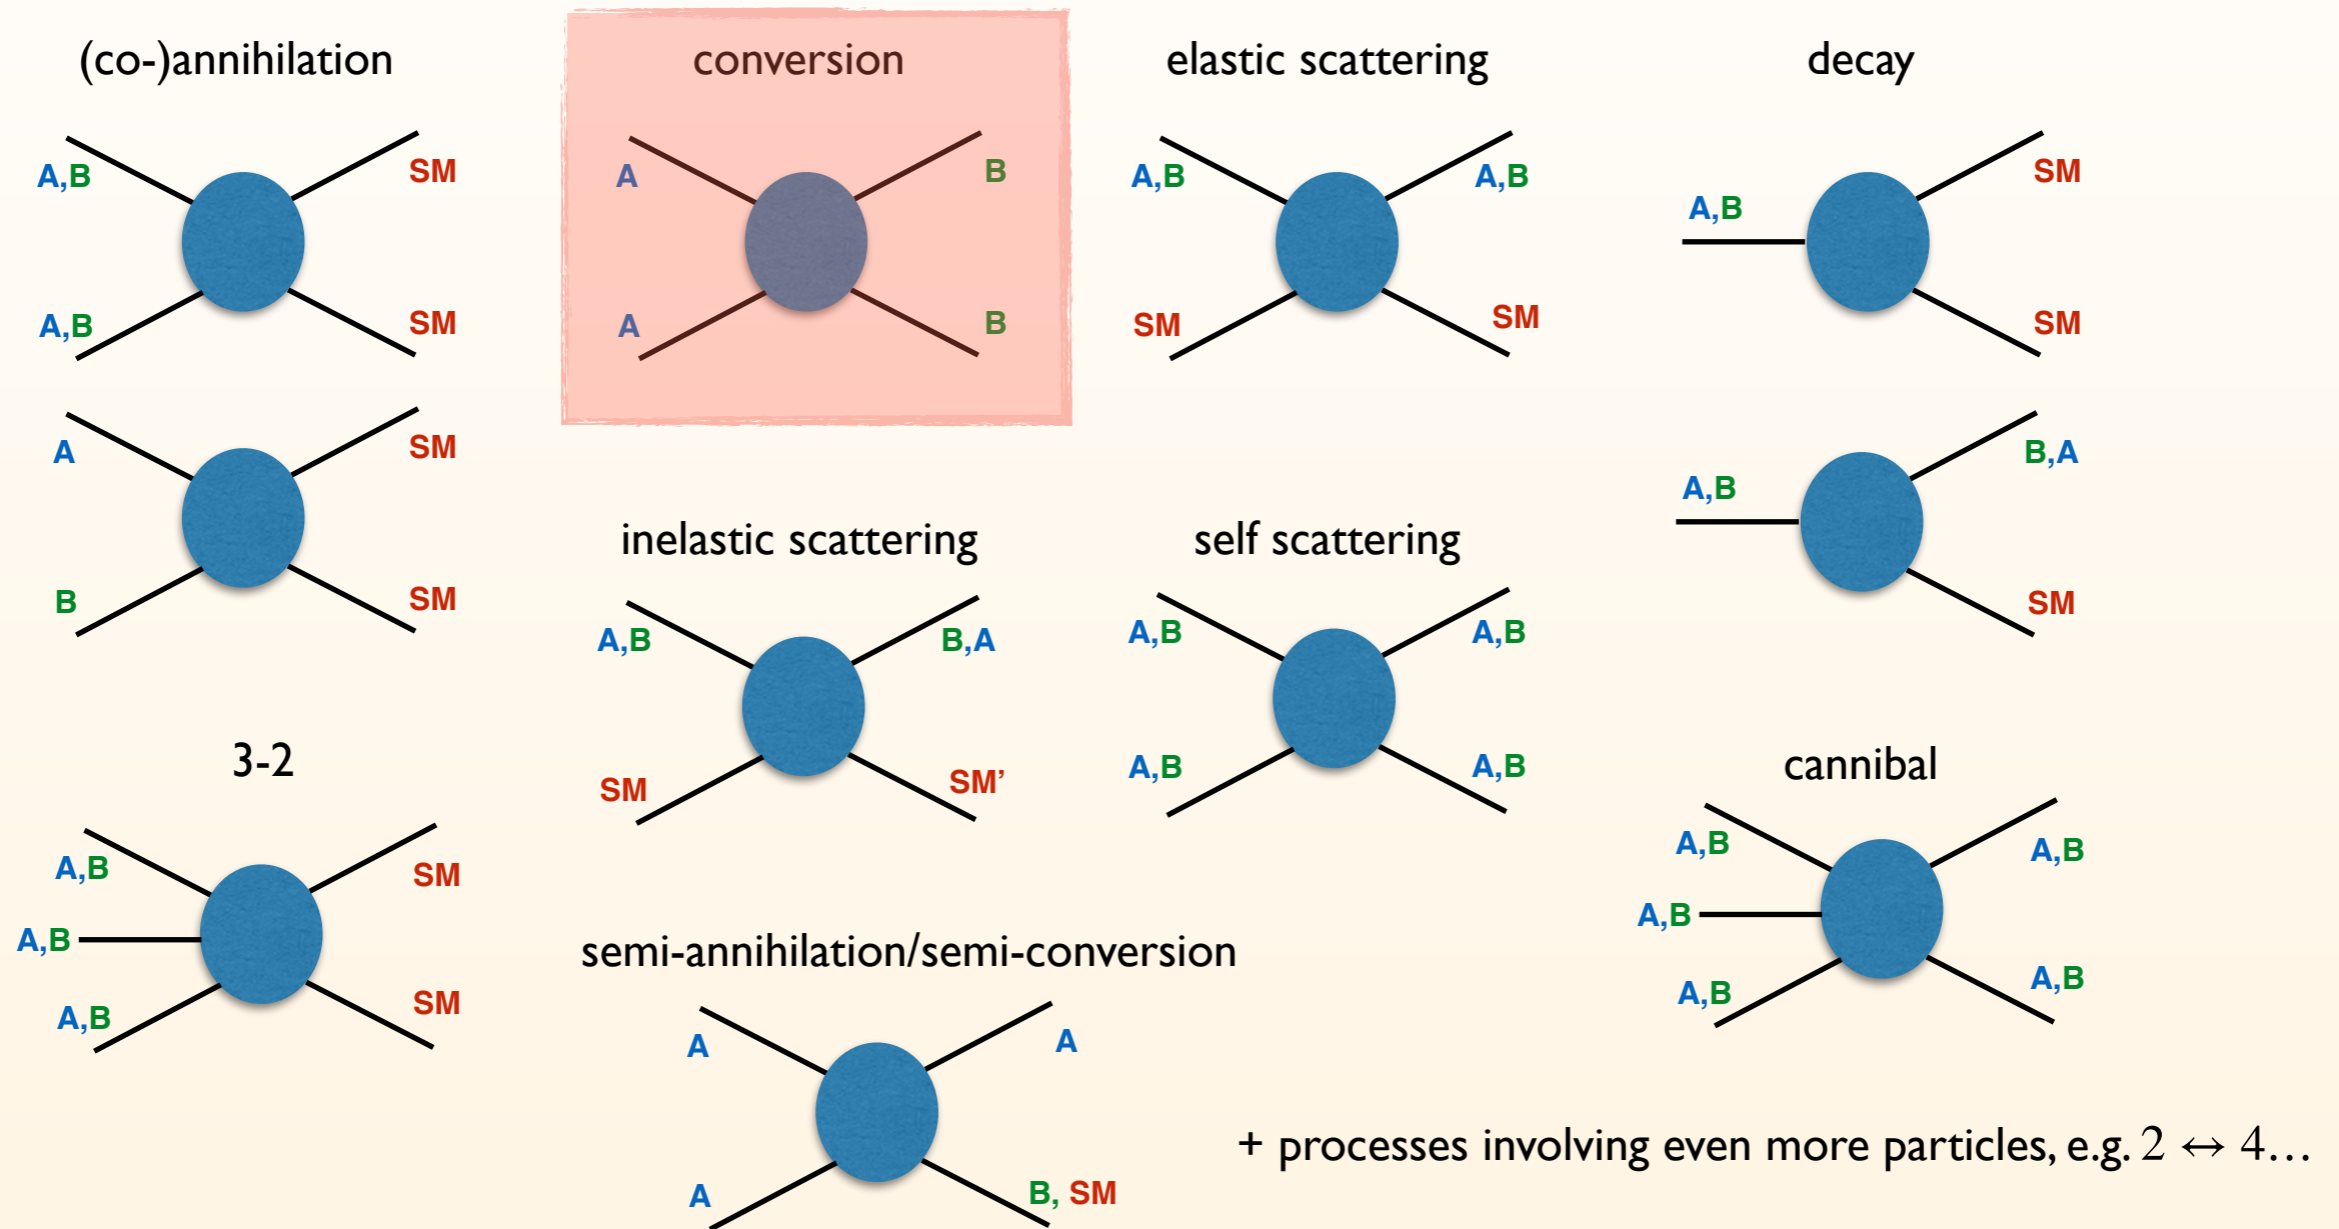 (co-)annihilation
A,B
SM
A,B
SM
A
SM
B
SM
conversion
A
B
A
B
elastic scattering
A,B
A,B
SM
SM
decay
A,B
SM
SM
A,B
B,A
SM
inelastic scattering
A,B
B,A
SM
SM’
self scattering
A,B
A,B
A,B
A,B
3-2
A,B
SM
A,B
A,B
SM
semi-annihilation/semi-conversion
A
A
A
B, SM
cannibal
A,B
A,B
A,B
A,B
A,B
+ processes involving even more particles, e.g. 2 ↔ 4…